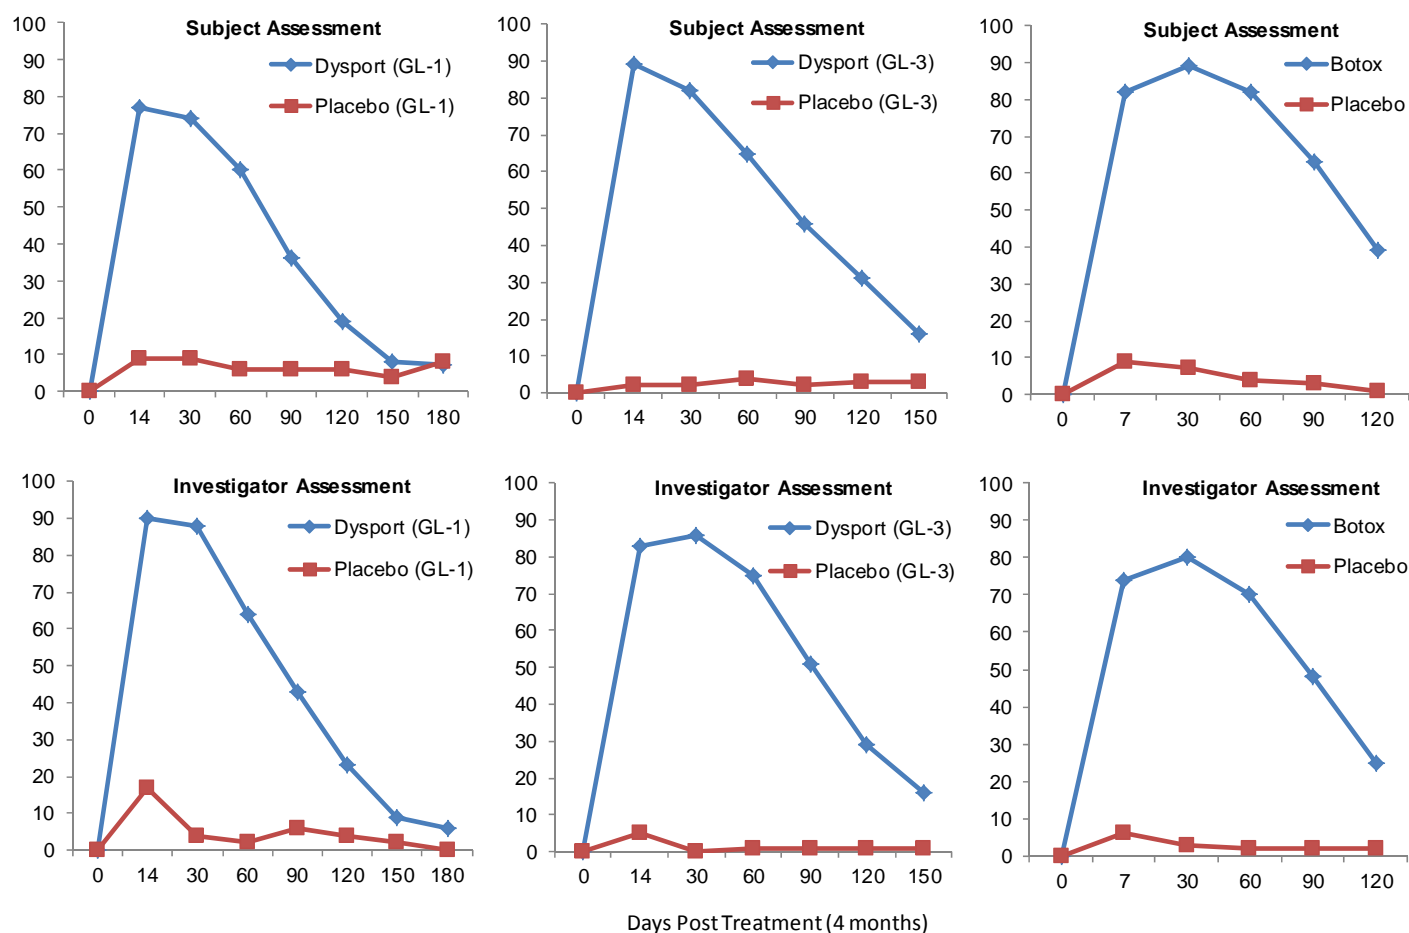 Subject Assessment
Dysport (GL-1)
Placebo (GL-1)
100
90
80
70
60
50
40
30
20
10
0
0 14 30 60 90 120 150 180
Subject Assessment
Dysport (GL-3)
Placebo (GL-3)
100
90
80
70
60
50
40
30
20
10
0
0 14 30 60 90 120 150
Subject Assessment
Botox
Placebo
100
90
80
70
60
50
40
30
20
10
0
0 7 30 60 90 120
Investigator Assessment
Dysport (GL-1)
Placebo (GL-1)
100
90
80
70
60
50
40
30
20
10
0
0 14 30 60 90 120 150 180
Investigator Assessment
Dysport (GL-3)
Placebo (GL-3)
100
90
80
70
60
50
40
30
20
10
0
0 14 30 60 90 120 150
Investigator Assessment
Botox
Placebo
100
90
80
70
60
50
40
30
20
10
0
0 7 30 60 90 120
Days Post Treatment (4 months)